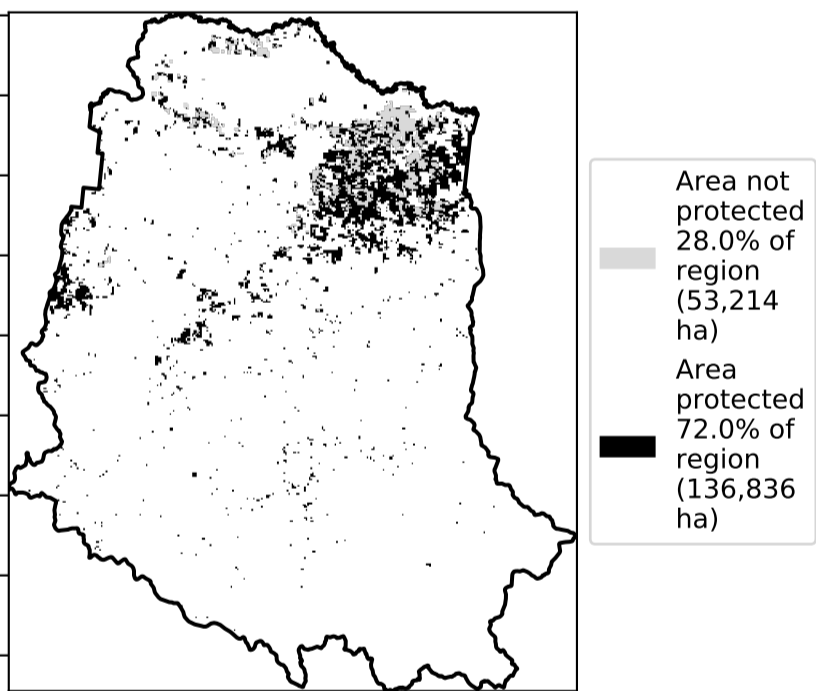 Area not
protected
28.0% of
region
(53,214
ha)
Area
protected
72.0% of
region
(136,836
ha)